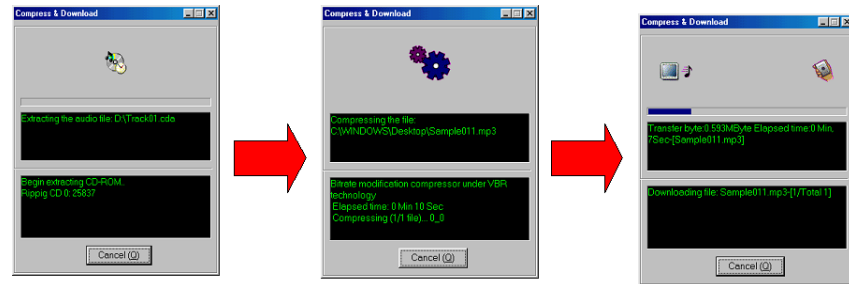 Compress & Download
Extracting the audio file: D:\Track01.cda
Begin extracting CD-ROM..
Rippig CD 0: 25837
Cancel (Q)
Compress & Download
Compressing the file:
C:\WINDOWS\Desktop\Sample011.mp3
Bitrate modification compressor under VBR
technology
Elapsed time: 0 Min 10 Sec
Compressing (1/1 file)... 0_0
Cancel (Q)
Compress & Download
Transfer byte:0.593MByte Elapsed time:0 Min.
7Sec-[Sample011.mp3]
Downloading file: Sample011.mp3-[1/Total 1]
Cancel (Q)